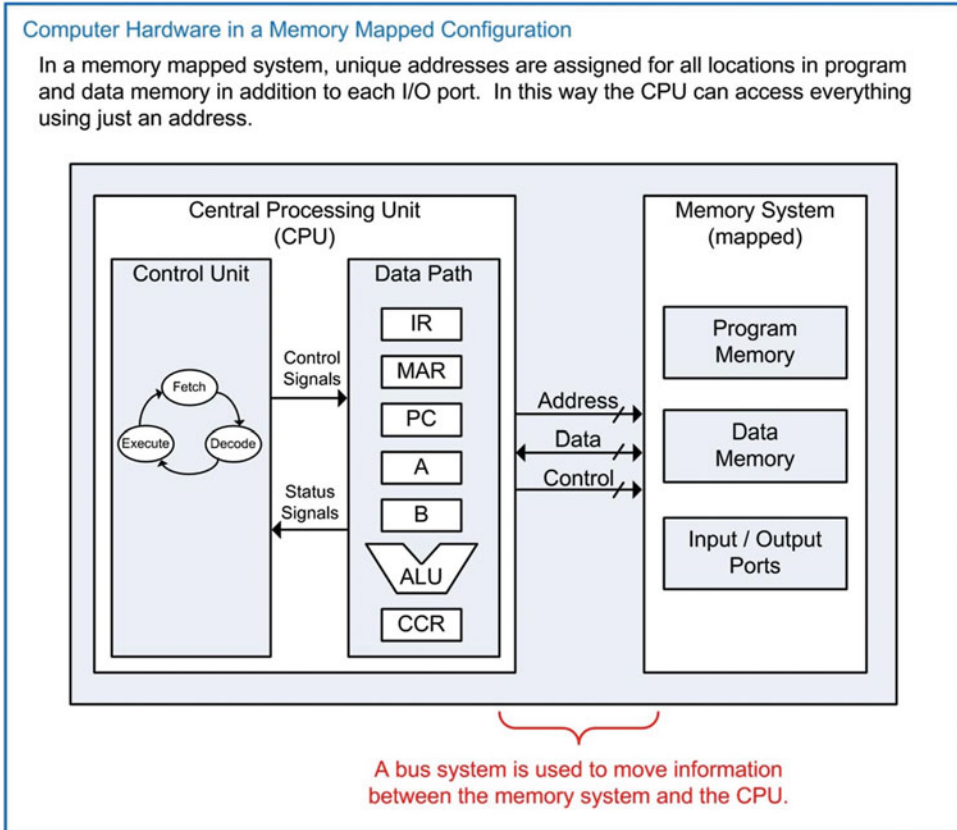 Computer Hardware in a Memory Mapped Configuration
In a memory mapped system, unique addresses are assigned for all locations in program
and data memory in addition to each I/O port.  In this way the CPU can access everything
using just an address.
Central Processing Unit
(CPU)
Control Unit
Fetch
Execute
Decode
Control
Signals
Status
Signals
Data Path
IR
MAR
PC
A
B
ALU
CCR
Address
Data
Control
Memory System
(mapped)
Program
Memory
Data
Memory
Input / Output
Ports
A bus system is used to move information
between the memory system and the CPU.